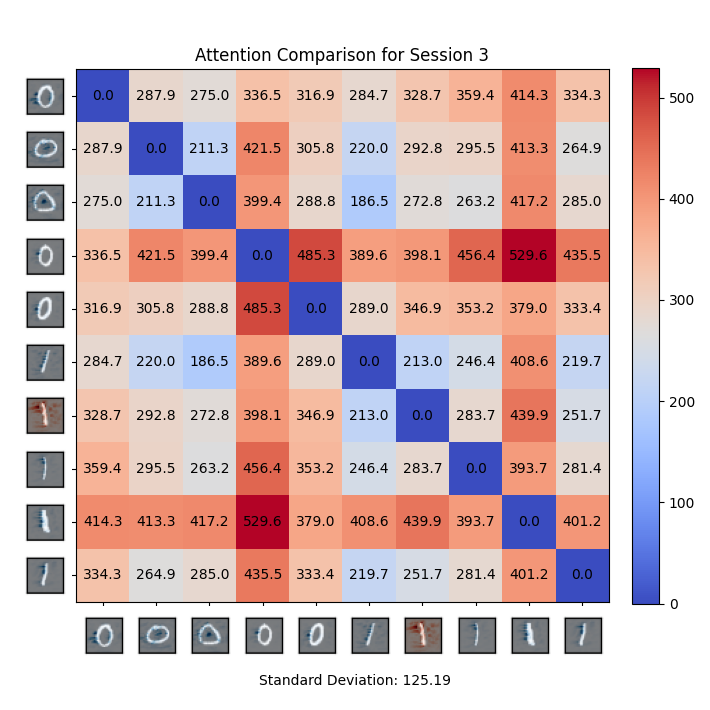 Attention Comparison for Session 3
0.0 287.9 275.0 336.5 316.9 284.7 328.7 359.4 414.3 334.3
287.9 0.0 211.3 421.5 305.8 220.0 292.8 295.5 413.3 264.9
275.0 211.3 0.0 399.4 288.8 186.5 272.8 263.2 417.2 285.0
336.5 421.5 399.4 0.0 485.3 389.6 398.1 456.4 529.6 435.5
316.9 305.8 288.8 485.3 0.0 289.0 346.9 353.2 379.0 333.4
284.7 220.0 186.5 389.6 289.0 0.0 213.0 246.4 408.6 219.7
328.7 292.8 272.8 398.1 346.9 213.0 0.0 283.7 439.9 251.7
359.4 295.5 263.2 456.4 353.2 246.4 283.7 0.0 393.7 281.4
414.3 413.3 417.2 529.6 379.0 408.6 439.9 393.7 0.0 401.2
334.3 264.9 285.0 435.5 333.4 219.7 251.7 281.4 401.2 0.0
500
400
300
200
100
0
Standard Deviation: 125.19